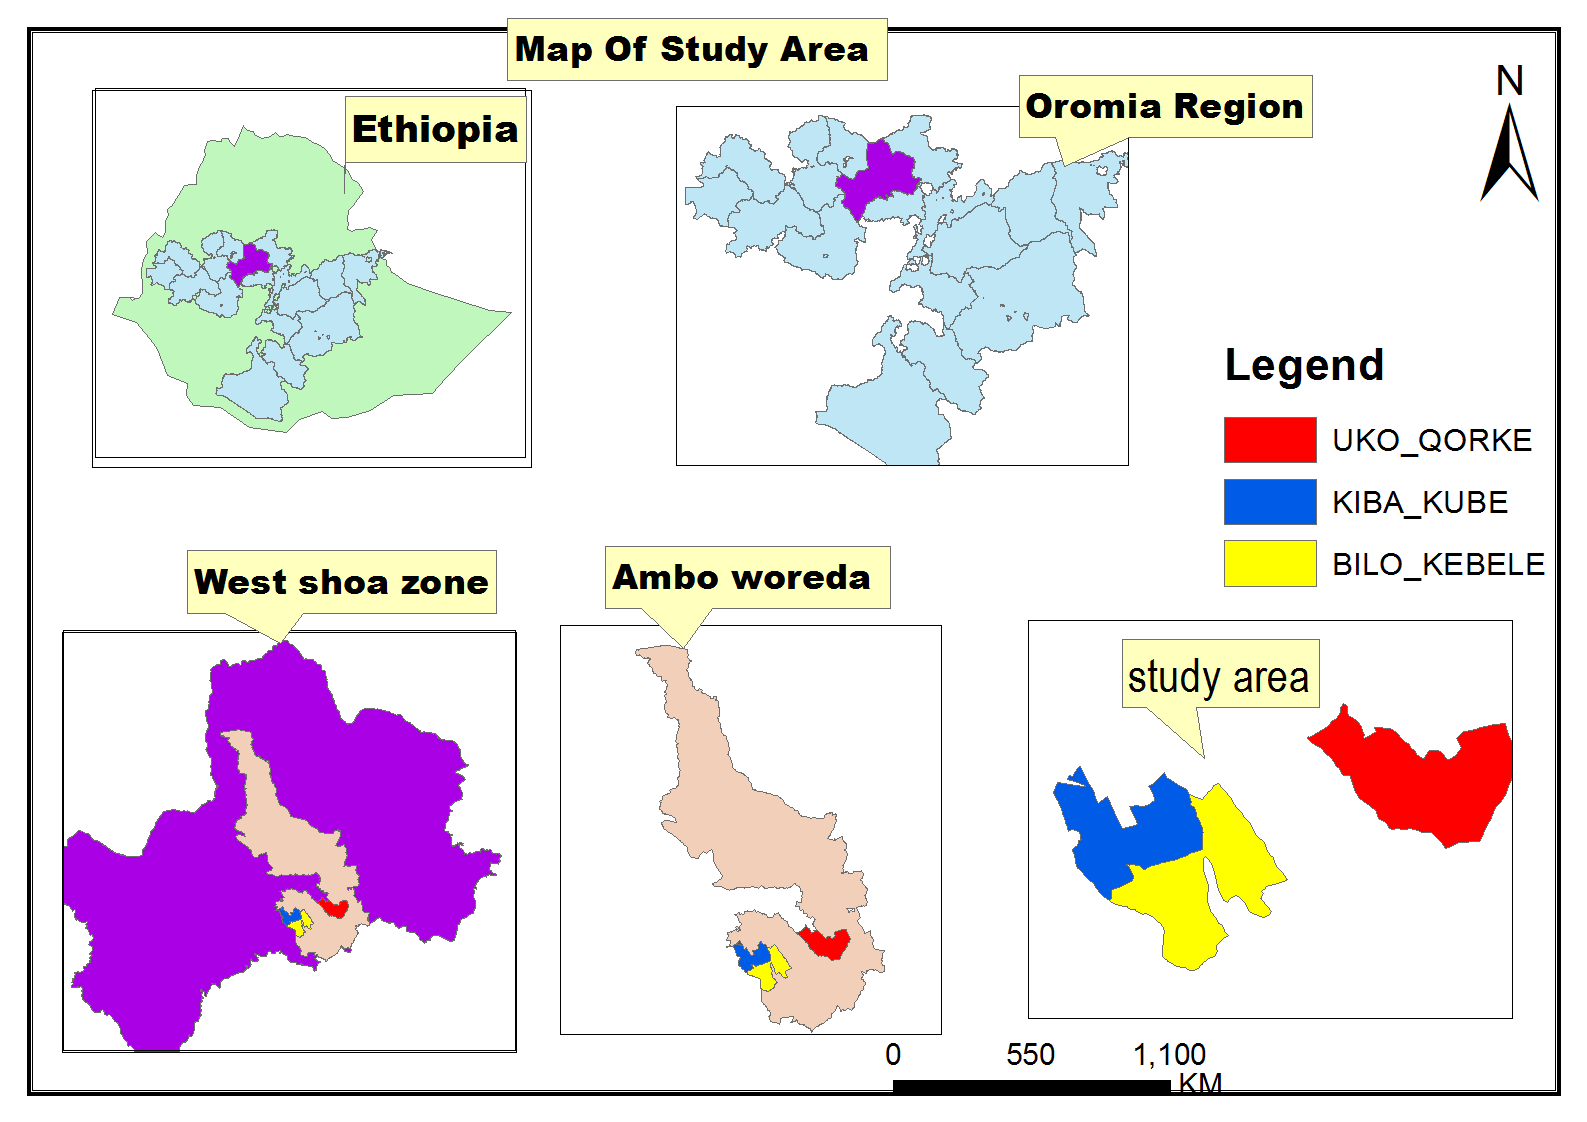 Map Of Study Area
Ethiopia
Oromia Region
N
Legend
UKO_QORKE
KIBA_KUBE
BILO_KEBELE
West shoa zone
Ambo woreda
study area
0 550 1,100
KM